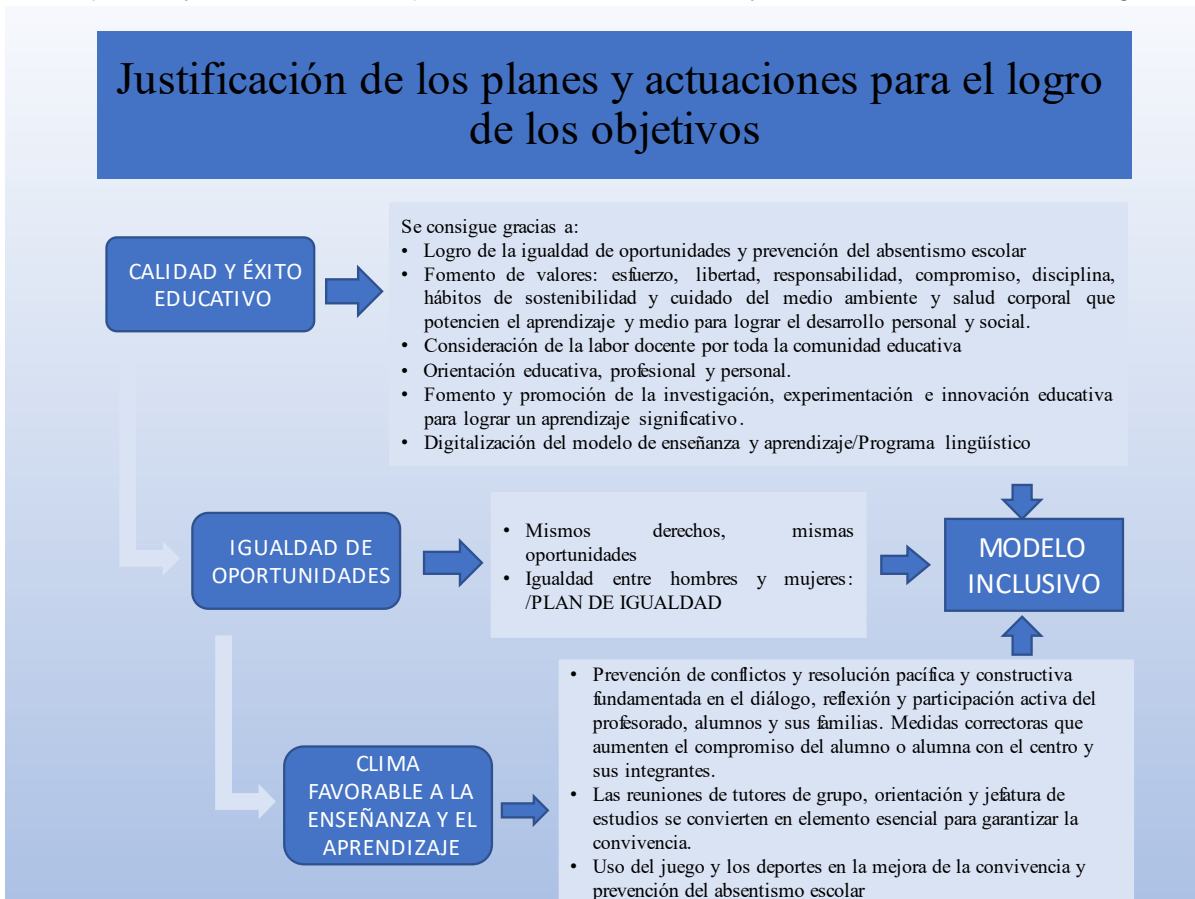 Justificación de los planes y actuaciones para el logro
de los objetivos
CALIDAD Y ÉXITO
EDUCATIVO
Se consigue gracias a:
• Logro de la igualdad de oportunidades y prevención del absentismo escolar
• Fomento de valores: esfuerzo, libertad, responsabilidad, compromiso, disciplina,
hábitos de sostenibilidad y cuidado del medio ambiente y salud corporal que
potencien el aprendizaje y medio para lograr el desarrollo personal y social.
• Consideración de la labor docente por toda la comunidad educativa
• Orientación educativa, profesional y personal.
• Fomento y promoción de la investigación, experimentación e innovación educativa
para lograr un aprendizaje significativo.
• Digitalización del modelo de enseñanza y aprendizaje/Programa lingüístico
IGUALDAD DE
OPORTUNIDADES
• Mismos derechos, mismas
oportunidades
• Igualdad entre hombres y mujeres:
/PLAN DE IGUALDAD
MODELO
INCLUSIVO
CLIMA
FAVORABLE A LA
ENSEÑANZA Y EL
APRENDIZAJE
• Prevención de conflictos y resolución pacífica y constructiva
fundamentada en el diálogo, reflexión y participación activa del
profesorado, alumnos y sus familias. Medidas correctoras que
aumenten el compromiso del alumno o alumna con el centro y
sus integrantes.
• Las reuniones de tutores de grupo, orientación y jefatura de
estudios se convierten en elemento esencial para garantizar la
convivencia.
• Uso del juego y los deportes en la mejora de la convivencia y
prevención del absentismo escolar